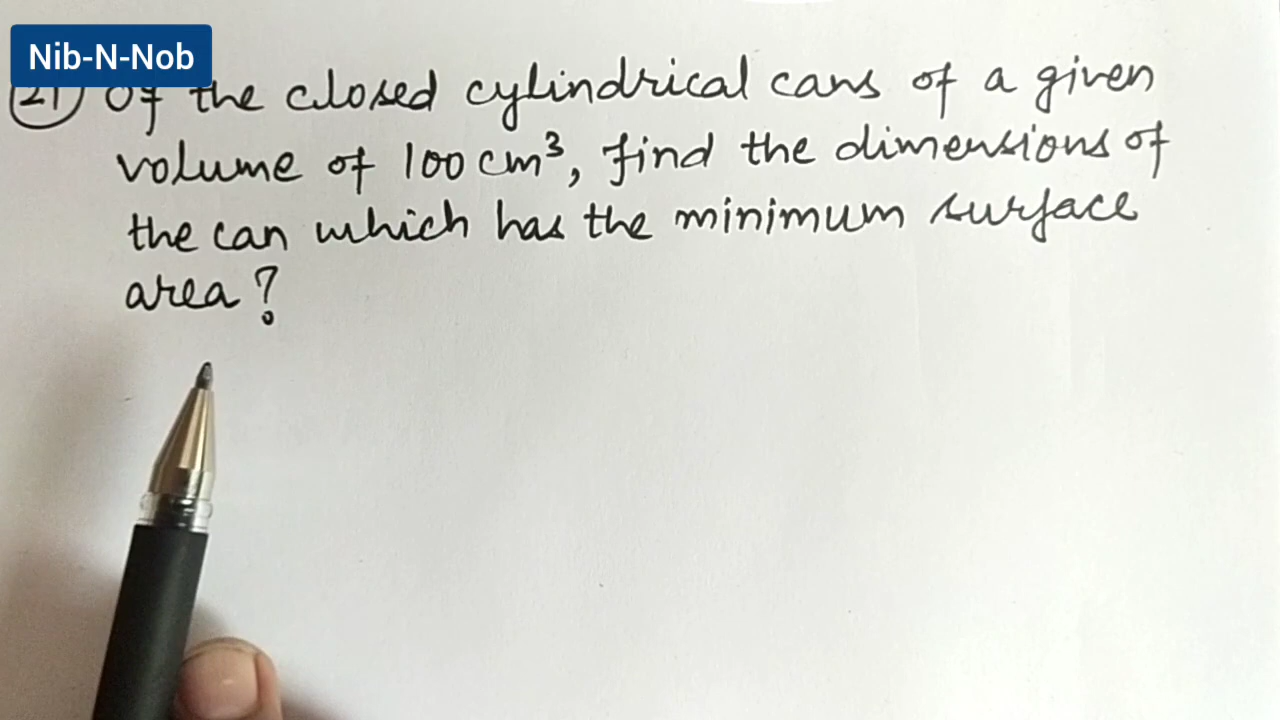 Nib-N-Nob
21 Of the closed cylindrical cans of a given
volume of 100 cm³, find the dimensions of
the can which has the minimum surface
area?